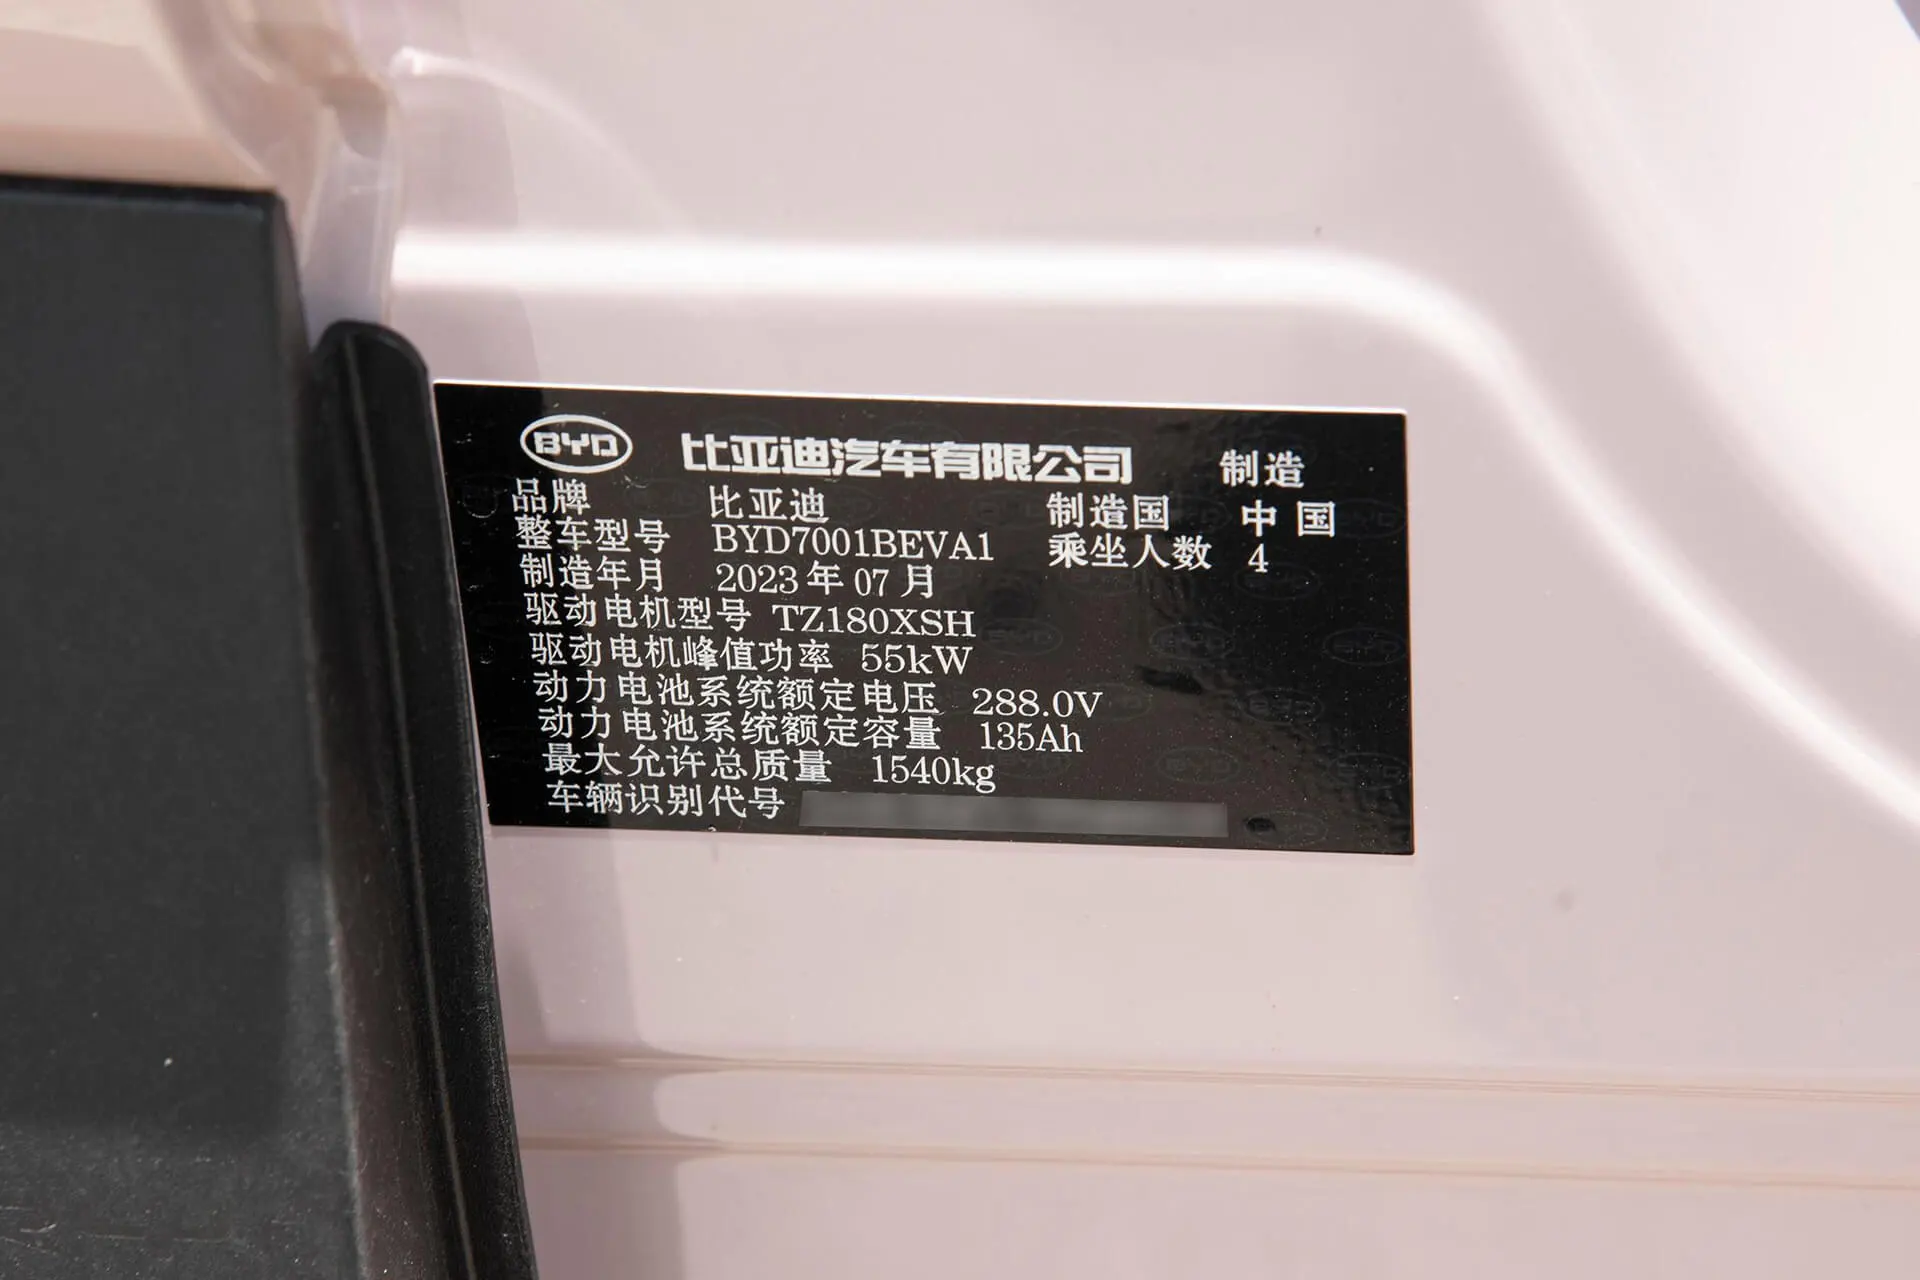 BYD 比亚迪汽车有限公司 制造
品牌 比亚迪 制造国 中国
整车型号 BYD7001BEVA1 乘坐人数 4
制造年月 2023年07月
驱动电机型号 TZ180XSH
驱动电机峰值功率 55kW
动力电池系统额定电压 288.0V
动力电池系统额定容量 135Ah
最大允许总质量 1540kg
车辆识别代号